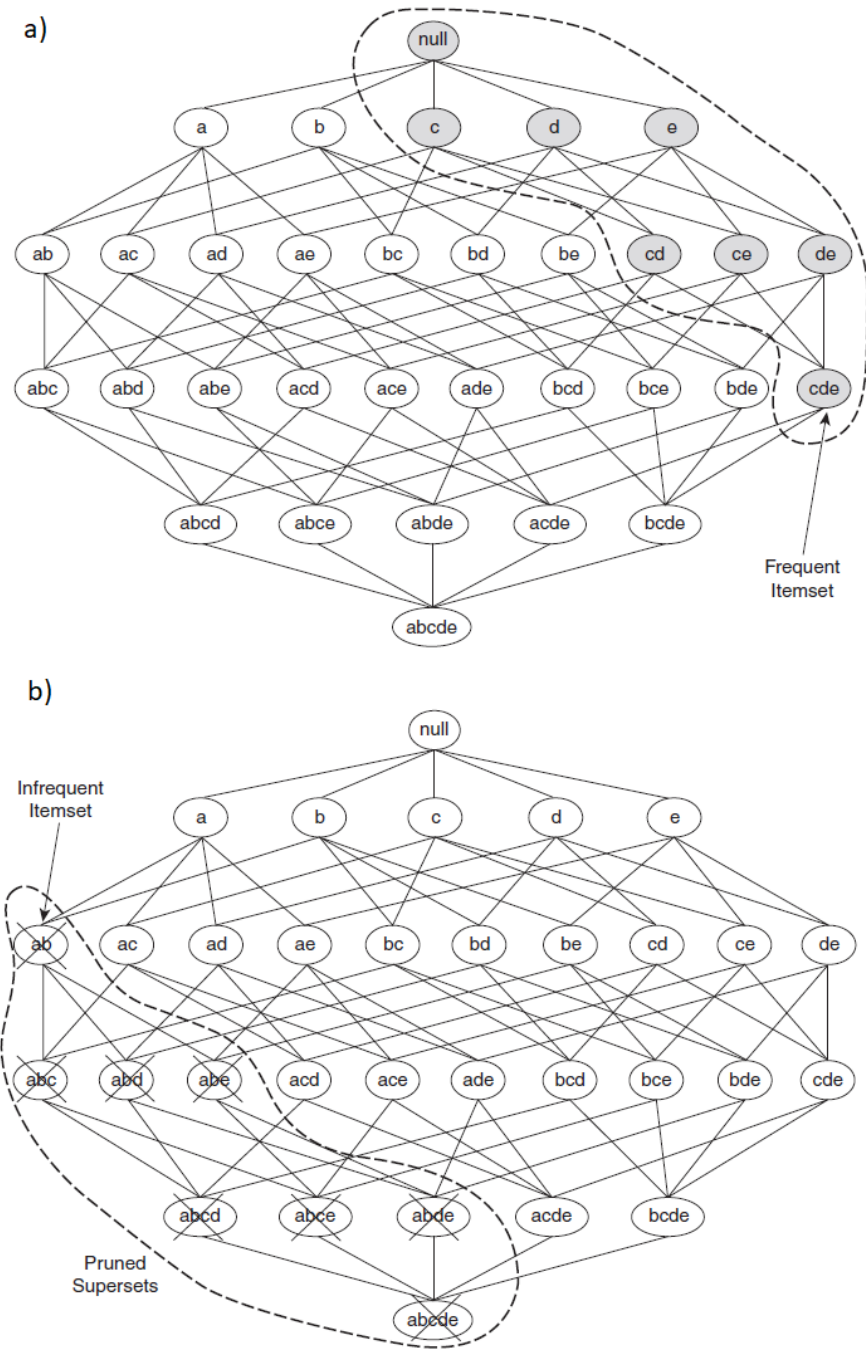 a)
null
a b c d e
ab ac ad ae bc bd be cd ce de
abc abd abe acd ace ade bcd bce bde cde
abcd abce abde acde bcde
Frequent
Itemset
abcde
b)
null
Infrequent
Itemset
a b c d e
ab ac ad ae bc bd be cd ce de
abc abd abe acd ace ade bcd bce bde cde
abcd abce abde acde bcde
Pruned
Supersets
abcde